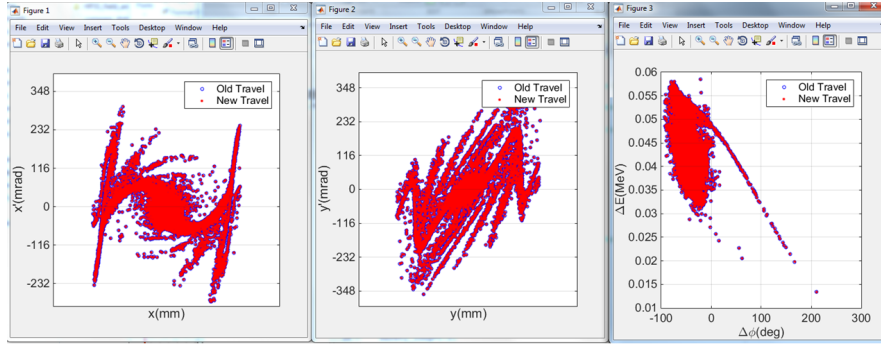 Figure 1
File Edit View Insert Tools Desktop Window Help
Old Travel
New Travel
348
232
116
0
-116
-232
x'(mrad)
x(mm)
Figure 2
File Edit View Insert Tools Desktop Window Help
Old Travel
New Travel
348
232
116
0
-116
-232
-348
y'(mrad)
y(mm)
Figure 3
File Edit View Insert Tools Desktop Window Help
Old Travel
New Travel
0.06
0.055
0.05
0.045
0.04
0.035
0.03
0.025
0.02
0.015
0.01
ΔE(MeV)
-100 0 100 200 300
Δϕ(deg)